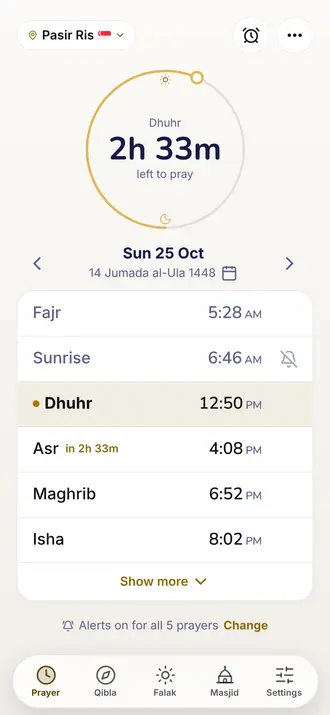 Pasir Ris 🇸🇬
Dhuhr
2h 33m
left to pray
Sun 25 Oct
14 Jumada al-Ula 1448
Fajr 5:28 AM
Sunrise 6:46 AM
Dhuhr 12:50 PM
Asr in 2h 33m 4:08 PM
Maghrib 6:52 PM
Isha 8:02 PM
Show more
Alerts on for all 5 prayers Change
Prayer Qibla Falak Masjid Settings